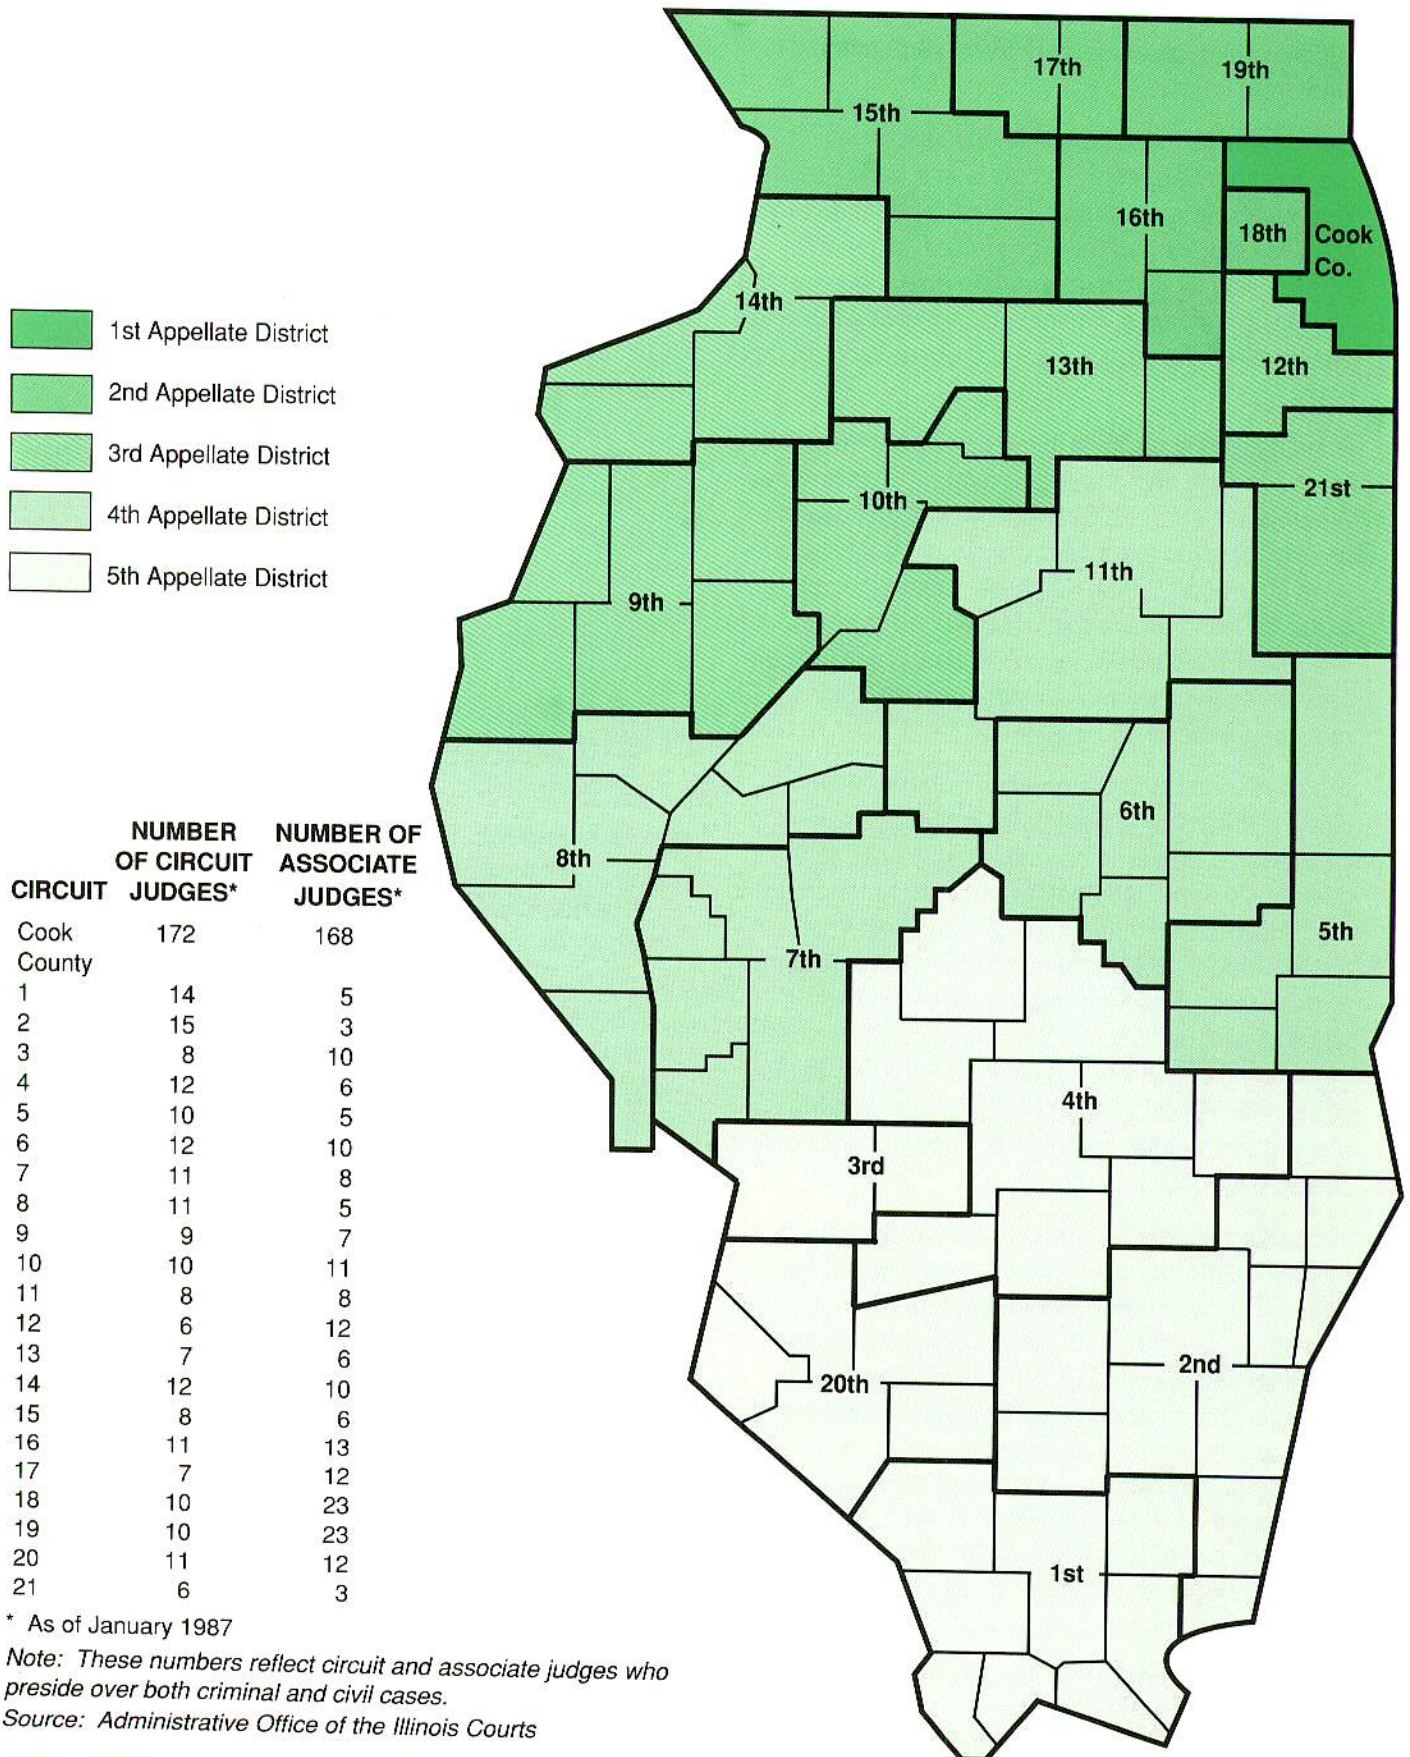 17th
19th
15th
16th
18th
Cook
Co.
14th
13th
12th
1st Appellate District
2nd Appellate District
3rd Appellate District
4th Appellate District
5th Appellate District
21st
10th
11th
9th
6th
8th
5th
7th
4th
3rd
2nd
20th
1st
CIRCUIT NUMBER OF CIRCUIT JUDGES* NUMBER OF ASSOCIATE JUDGES*
Cook County 172 168
1 14 5
2 15 3
3 8 10
4 12 6
5 10 5
6 12 10
7 11 8
8 11 5
9 9 7
10 10 11
11 8 8
12 6 12
13 7 6
14 12 10
15 8 6
16 11 13
17 7 12
18 10 23
19 10 23
20 11 12
21 6 3
* As of January 1987
Note: These numbers reflect circuit and associate judges who
preside over both criminal and civil cases.
Source: Administrative Office of the Illinois Courts